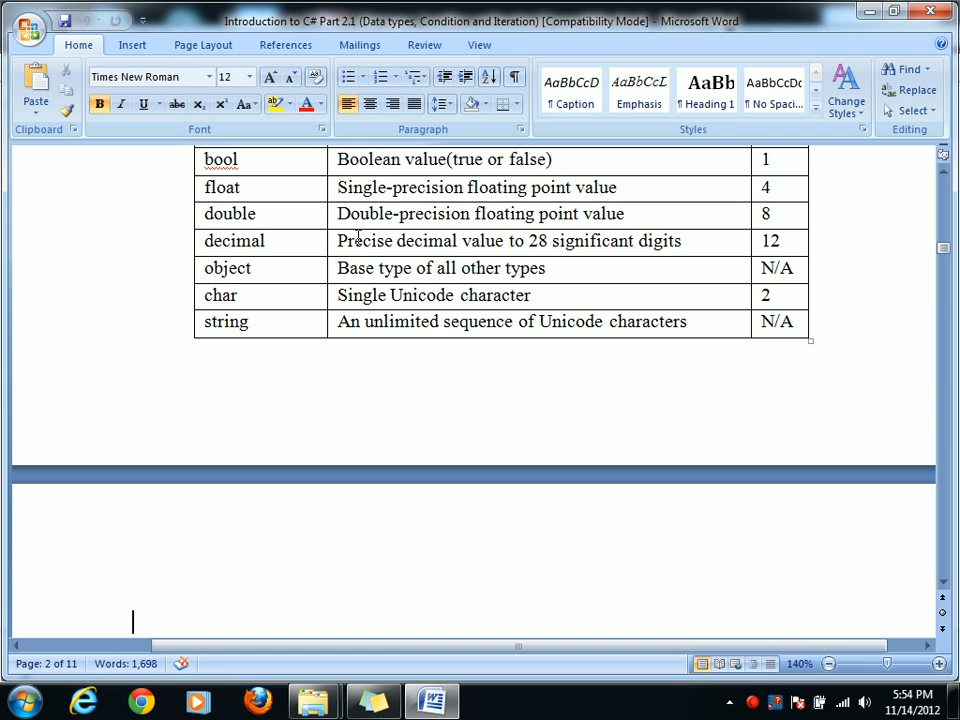 Introduction to C# Part 2.1 (Data types, Condition and Iteration) [Compatibility Mode] - Microsoft Word
Home Insert Page Layout References Mailings Review View
Paste
Times New Roman 12
AaBbCcD AaBbCcL AaBb AaBbCcDc
¶ Caption Emphasis ¶ Heading 1 ¶ No Spaci...
Change Styles
Find
Replace
Select
Clipboard Font Paragraph Styles Editing
bool Boolean value(true or false) 1
float Single-precision floating point value 4
double Double-precision floating point value 8
decimal Precise decimal value to 28 significant digits 12
object Base type of all other types N/A
char Single Unicode character 2
string An unlimited sequence of Unicode characters N/A
Page: 2 of 11 Words: 1,698 140%
5:54 PM
11/14/2012